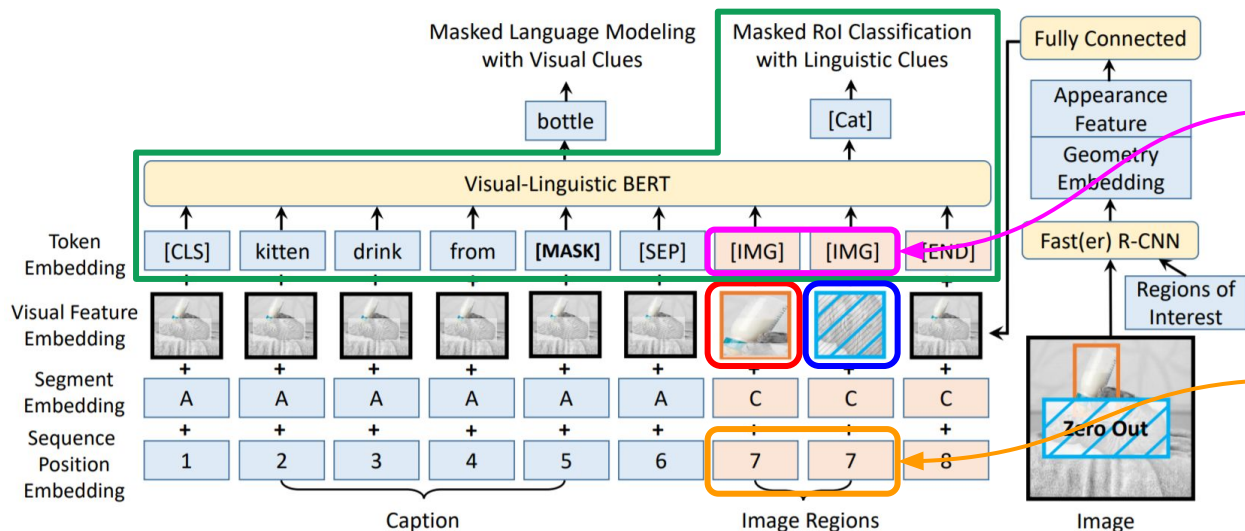 Masked Language Modeling
with Visual Clues
Masked RoI Classification
with Linguistic Clues
Fully Connected
bottle
[Cat]
Appearance
Feature
Geometry
Embedding
Visual-Linguistic BERT
Token
Embedding
[CLS] kitten drink from [MASK] [SEP] [IMG] [IMG] [END]
Fast(er) R-CNN
Regions of
Interest
Visual Feature
Embedding
+ + + + + + + + +
Segment
Embedding
A A A A A A C C C
+ + + + + + + + +
Zero Out
Sequence
Position
Embedding
1 2 3 4 5 6 7 7 8
Caption
Image Regions
Image